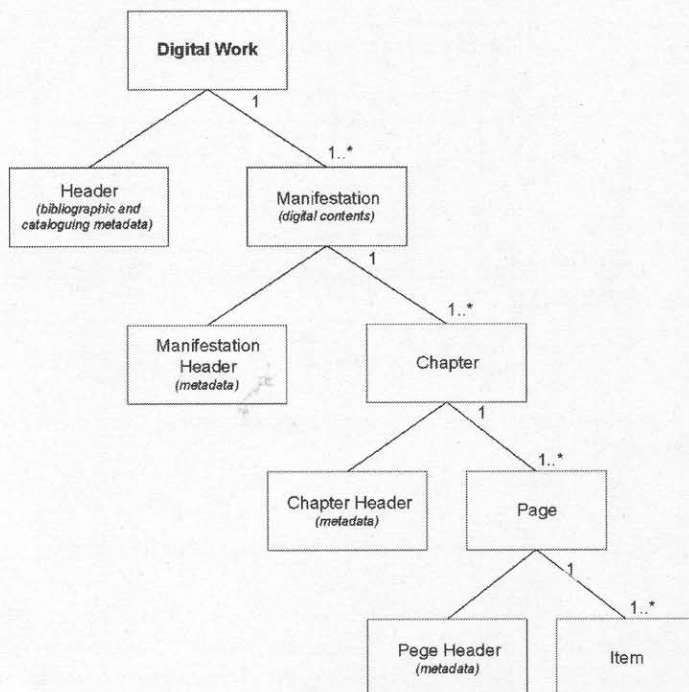 Digital Work
1
1..*
Header
(bibliographic and
cataloguing metadata)
Manifestation
(digital contents)
1
1..*
Manifestation
Header
(metadata)
Chapter
1
1..*
Chapter Header
(metadata)
Page
1
1..*
Pege Header
(metadata)
Item